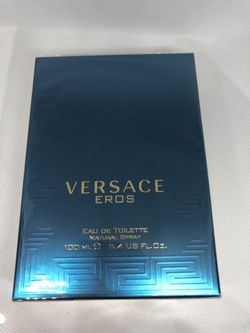 VERSACE
EROS
EAU DE TOILETTE
NATURAL SPRAY
100 ML ℮ 3.4 US FL.OZ.